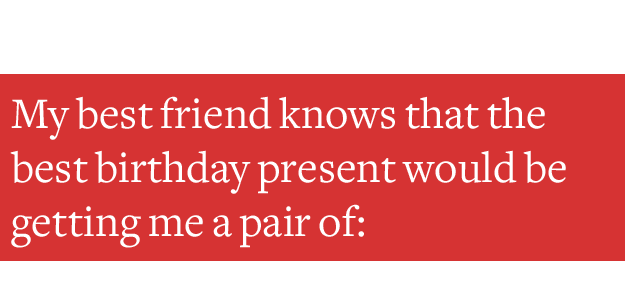 My best friend knows that the
best birthday present would be
getting me a pair of: